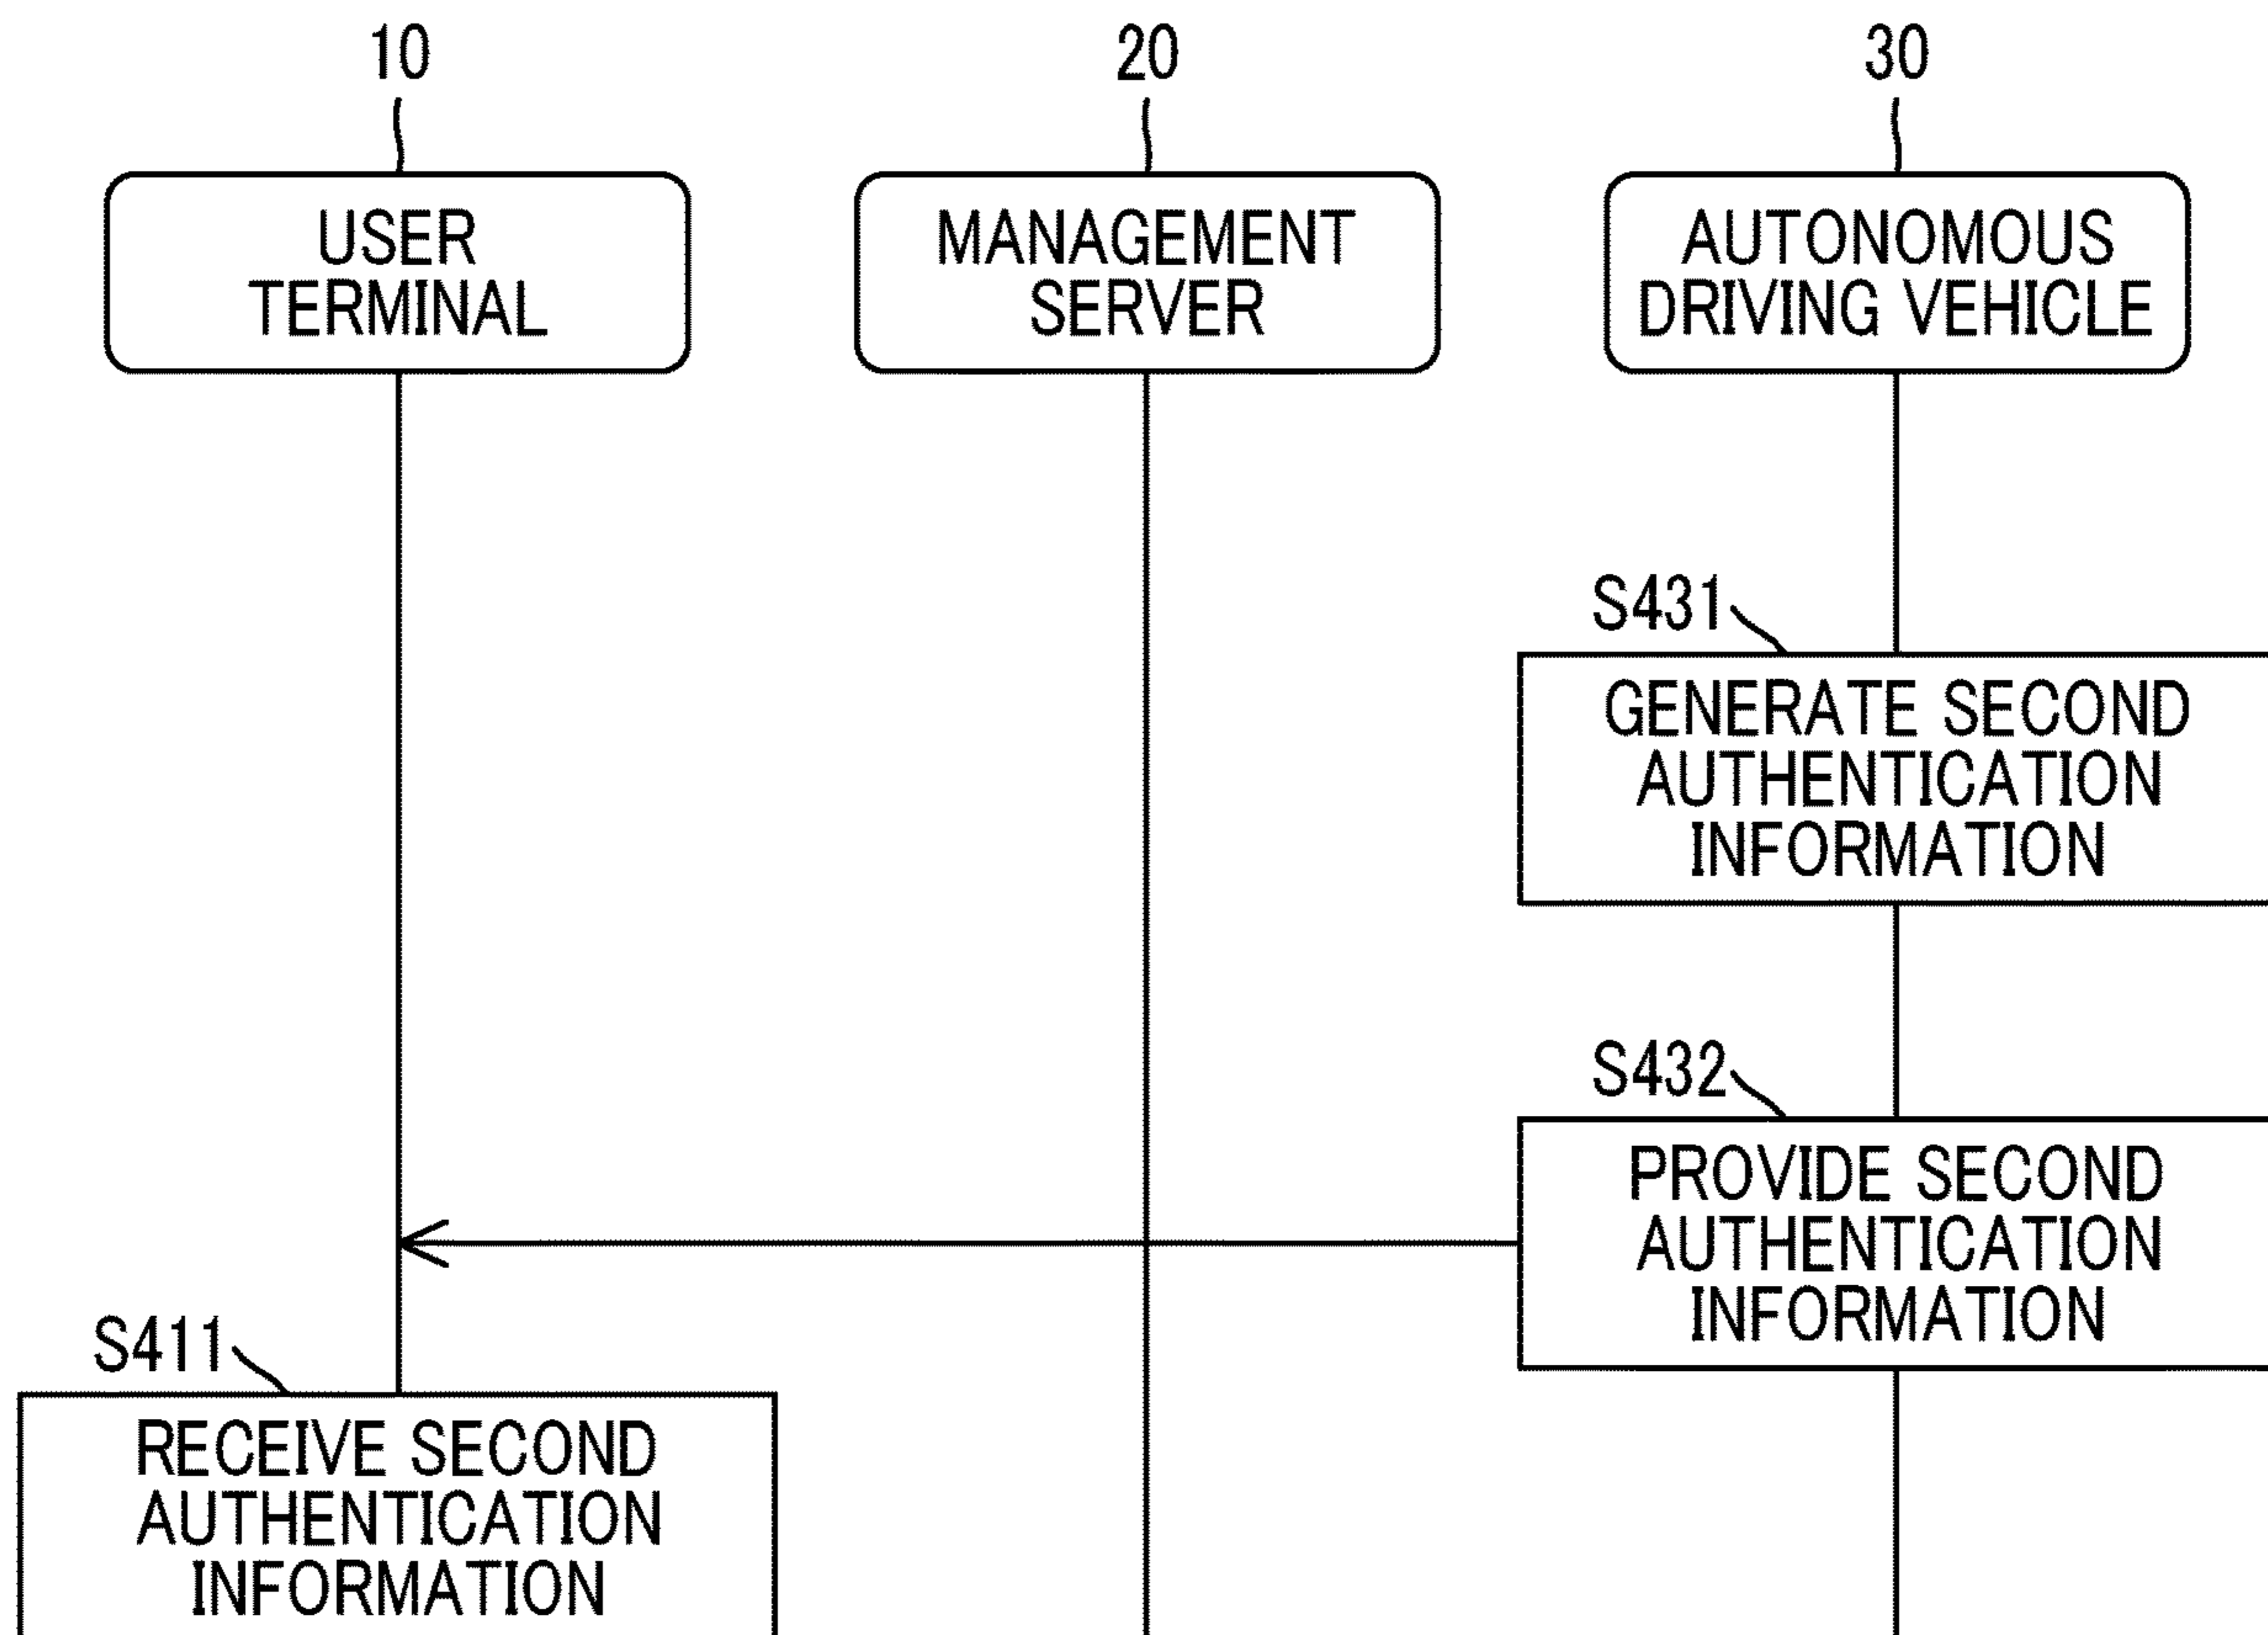 10
20
30
USER
TERMINAL
MANAGEMENT
SERVER
AUTONOMOUS
DRIVING VEHICLE
S431
GENERATE SECOND
AUTHENTICATION
INFORMATION
S432
PROVIDE SECOND
AUTHENTICATION
INFORMATION
S411
RECEIVE SECOND
AUTHENTICATION
INFORMATION